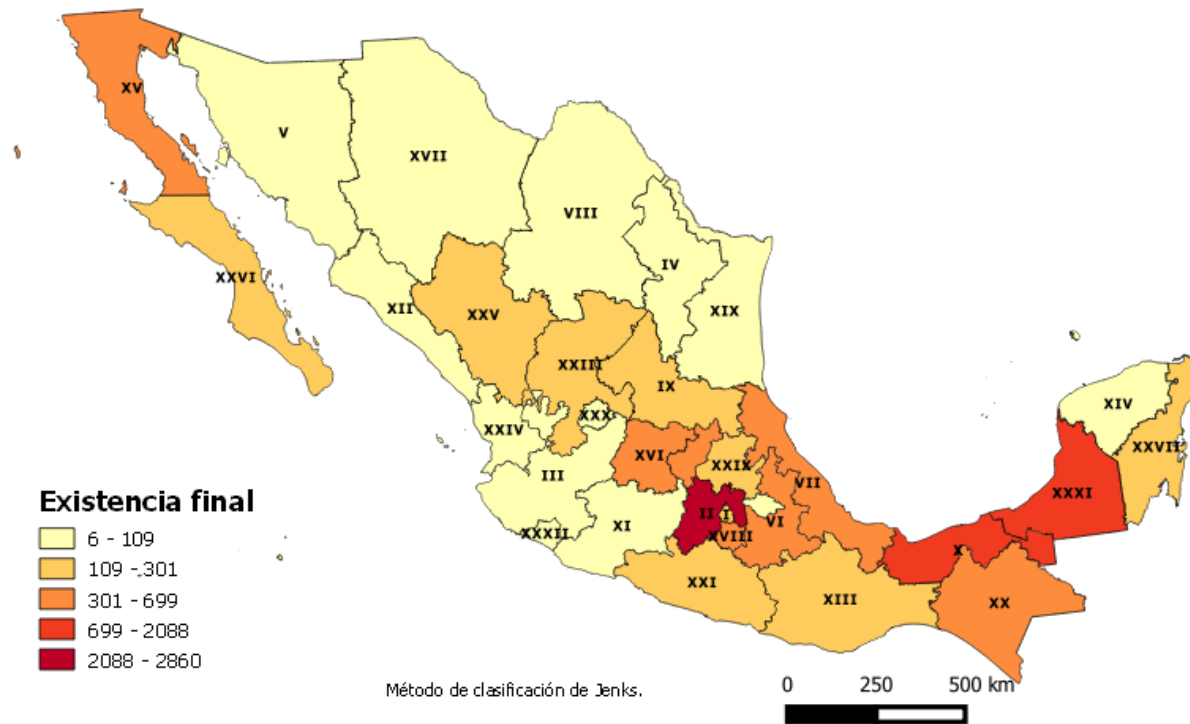 XV
V
XVII
VIII
XXVI
IV
XII
XIX
XXV
XXIII
IX
XXX
XIV
XXIV
XVI
XXIX
XXVII
III
VII
XXXI
Existencia final
II
I
VI
6 - 109
XXXII
XI
XVIII
X
109 - 301
XXI
XIII
XX
301 - 699
699 - 2088
2088 - 2860
Método de clasificación de Jenks.
0 250 500 km